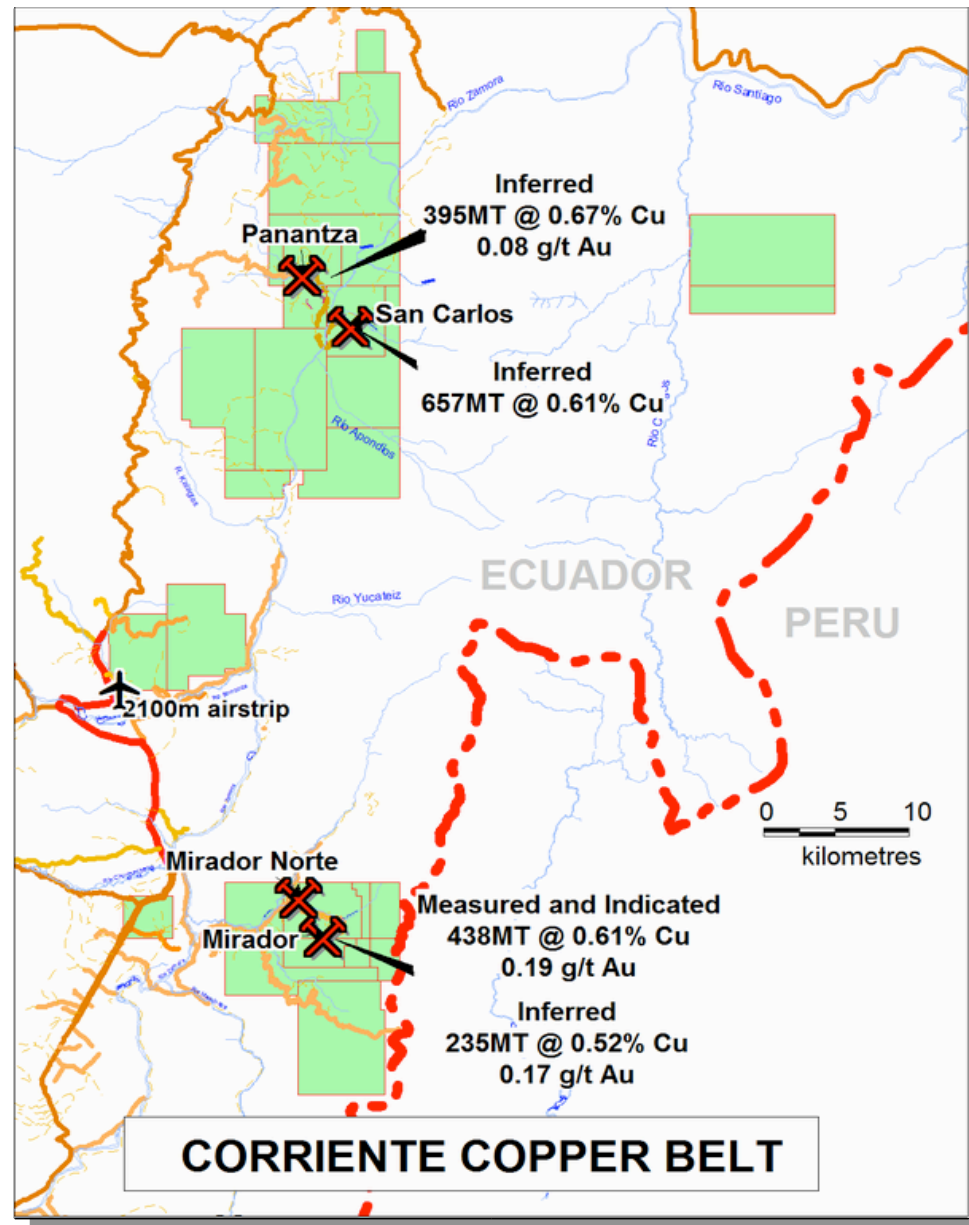 Rio Zamora
Rio Santiago
Inferred
395MT @ 0.67% Cu
0.08 g/t Au
Panantza
San Carlos
Inferred
657MT @ 0.61% Cu
Rio Apondios
Rio
ECUADOR
PERU
Rio Yucateiz
2100m airstrip
0 5 10
kilometres
Mirador Norte
Mirador
Measured and Indicated
438MT @ 0.61% Cu
0.19 g/t Au
Inferred
235MT @ 0.52% Cu
0.17 g/t Au
CORRIENTE COPPER BELT